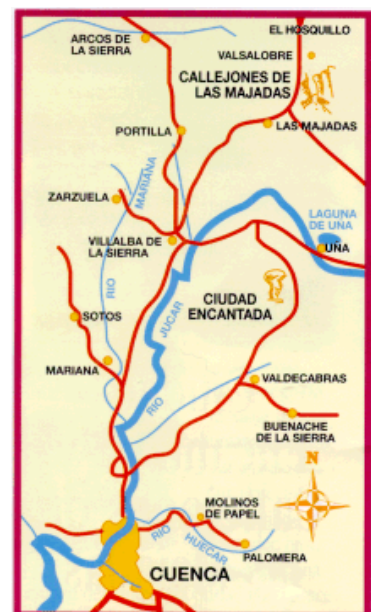 EL HOSQUILLO
ARCOS DE
LA SIERRA
VALSALOBRE
CALLEJONES DE
LAS MAJADAS
PORTILLA
LAS MAJADAS
MARIANA
ZARZUELA
LAGUNA
DE UÑA
VILLALBA DE
LA SIERRA
UÑA
RIO
CIUDAD
ENCANTADA
JUCAR
SOTOS
MARIANA
VALDECABRAS
RIO
BUENACHE
DE LA SIERRA
N
MOLINOS
DE PAPEL
RIO
HUECAR
PALOMERA
CUENCA